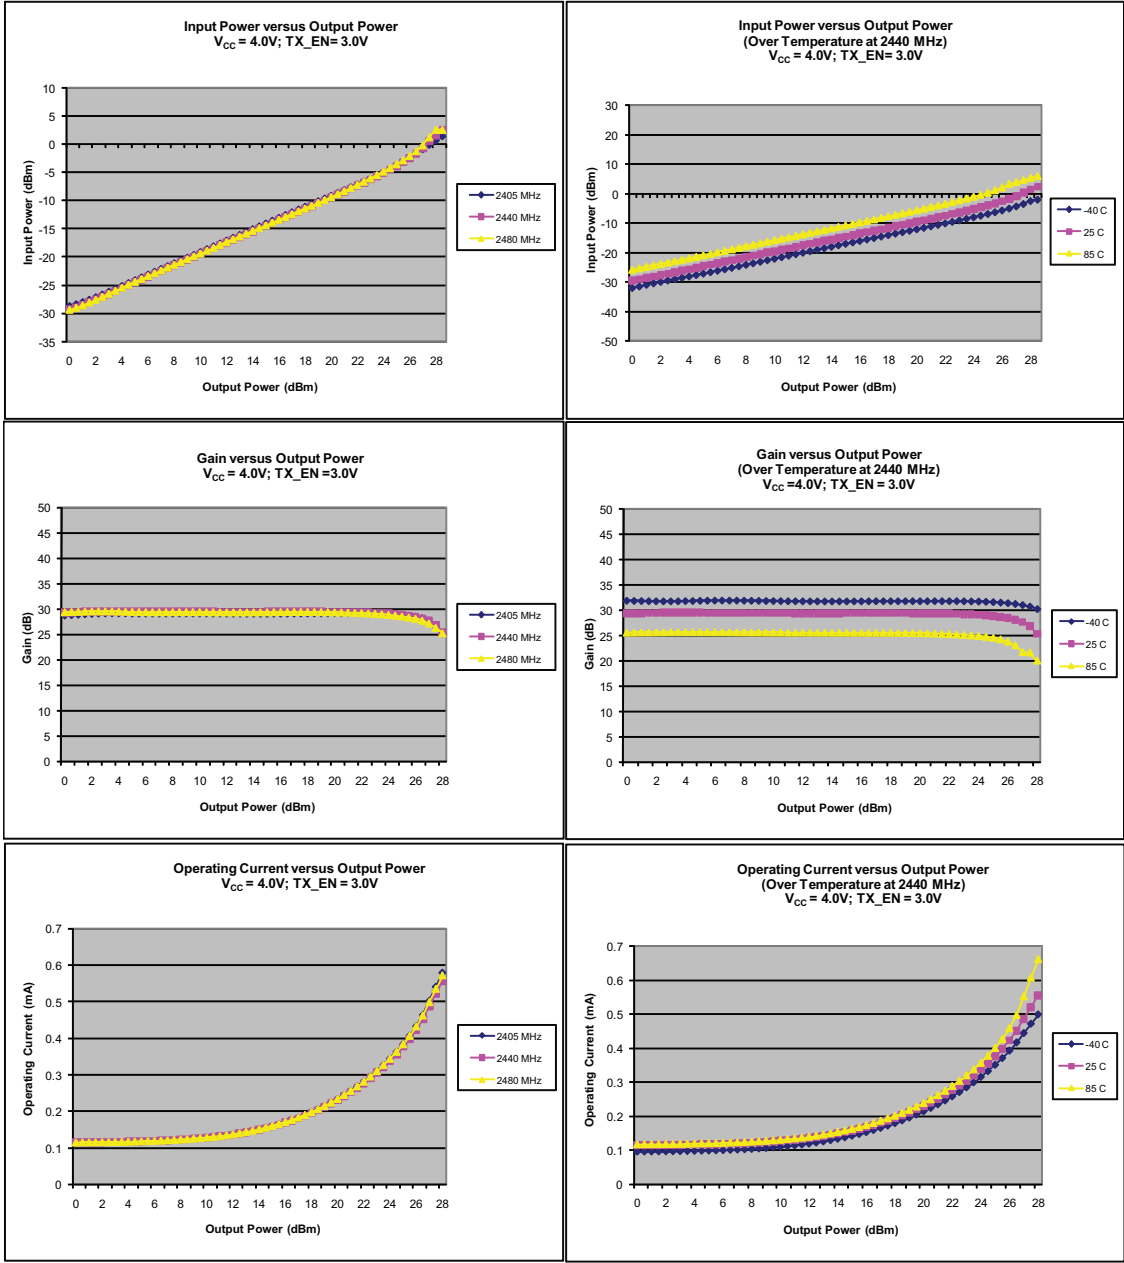 Input Power versus Output Power
VCC = 4.0V; TX_EN= 3.0V
10
5
0
-5
-10
-15
-20
-25
-30
-35
Input Power (dBm)
0 2 4 6 8 10 12 14 16 18 20 22 24 26 28
Output Power (dBm)
2405 MHz
2440 MHz
2480 MHz
Input Power versus Output Power
(Over Temperature at 2440 MHz)
VCC = 4.0V; TX_EN= 3.0V
30
20
10
0
-10
-20
-30
-40
-50
Input Power (dBm)
0 2 4 6 8 10 12 14 16 18 20 22 24 26 28
Output Power (dBm)
-40 C
25 C
85 C
Gain versus Output Power
VCC = 4.0V; TX_EN =3.0V
50
45
40
35
30
25
20
15
10
5
0
Gain (dB)
0 2 4 6 8 10 12 14 16 18 20 22 24 26 28
Output Power (dBm)
2405 MHz
2440 MHz
2480 MHz
Gain versus Output Power
(Over Temperature at 2440 MHz)
VCC =4.0V; TX_EN = 3.0V
50
45
40
35
30
25
20
15
10
5
0
Gain (dB)
0 2 4 6 8 10 12 14 16 18 20 22 24 26 28
Output Power (dBm)
-40 C
25 C
85 C
Operating Current versus Output Power
VCC = 4.0V; TX_EN = 3.0V
0.7
0.6
0.5
0.4
0.3
0.2
0.1
0
Operating Current (mA)
0 2 4 6 8 10 12 14 16 18 20 22 24 26 28
Output Power (dBm)
2405 MHz
2440 MHz
2480 MHz
Operating Current versus Output Power
(Over Temperature at 2440 MHz)
VCC = 4.0V; TX_EN = 3.0V
0.7
0.6
0.5
0.4
0.3
0.2
0.1
0
Operating Current (mA)
0 2 4 6 8 10 12 14 16 18 20 22 24 26 28
Output Power (dBm)
-40 C
25 C
85 C